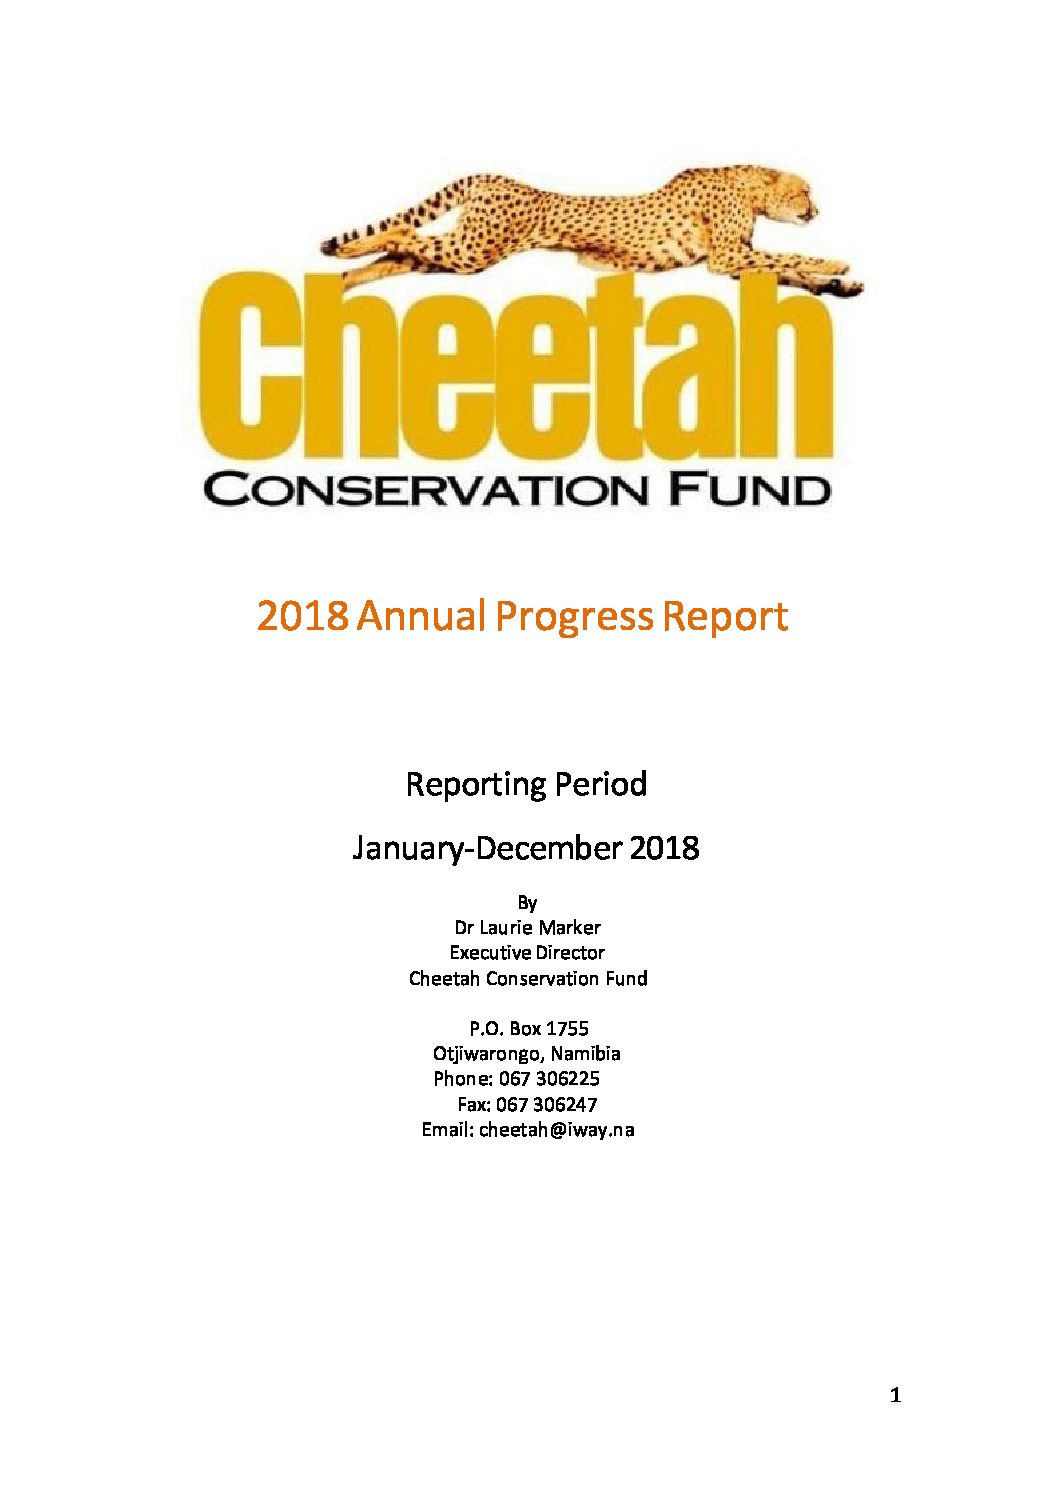 Cheetah
CONSERVATION FUND
2018 Annual Progress Report
Reporting Period
January-December 2018
By
Dr Laurie Marker
Executive Director
Cheetah Conservation Fund
P.O. Box 1755
Otjiwarongo, Namibia
Phone: 067 306225
Fax: 067 306247
Email: cheetah@iway.na
1